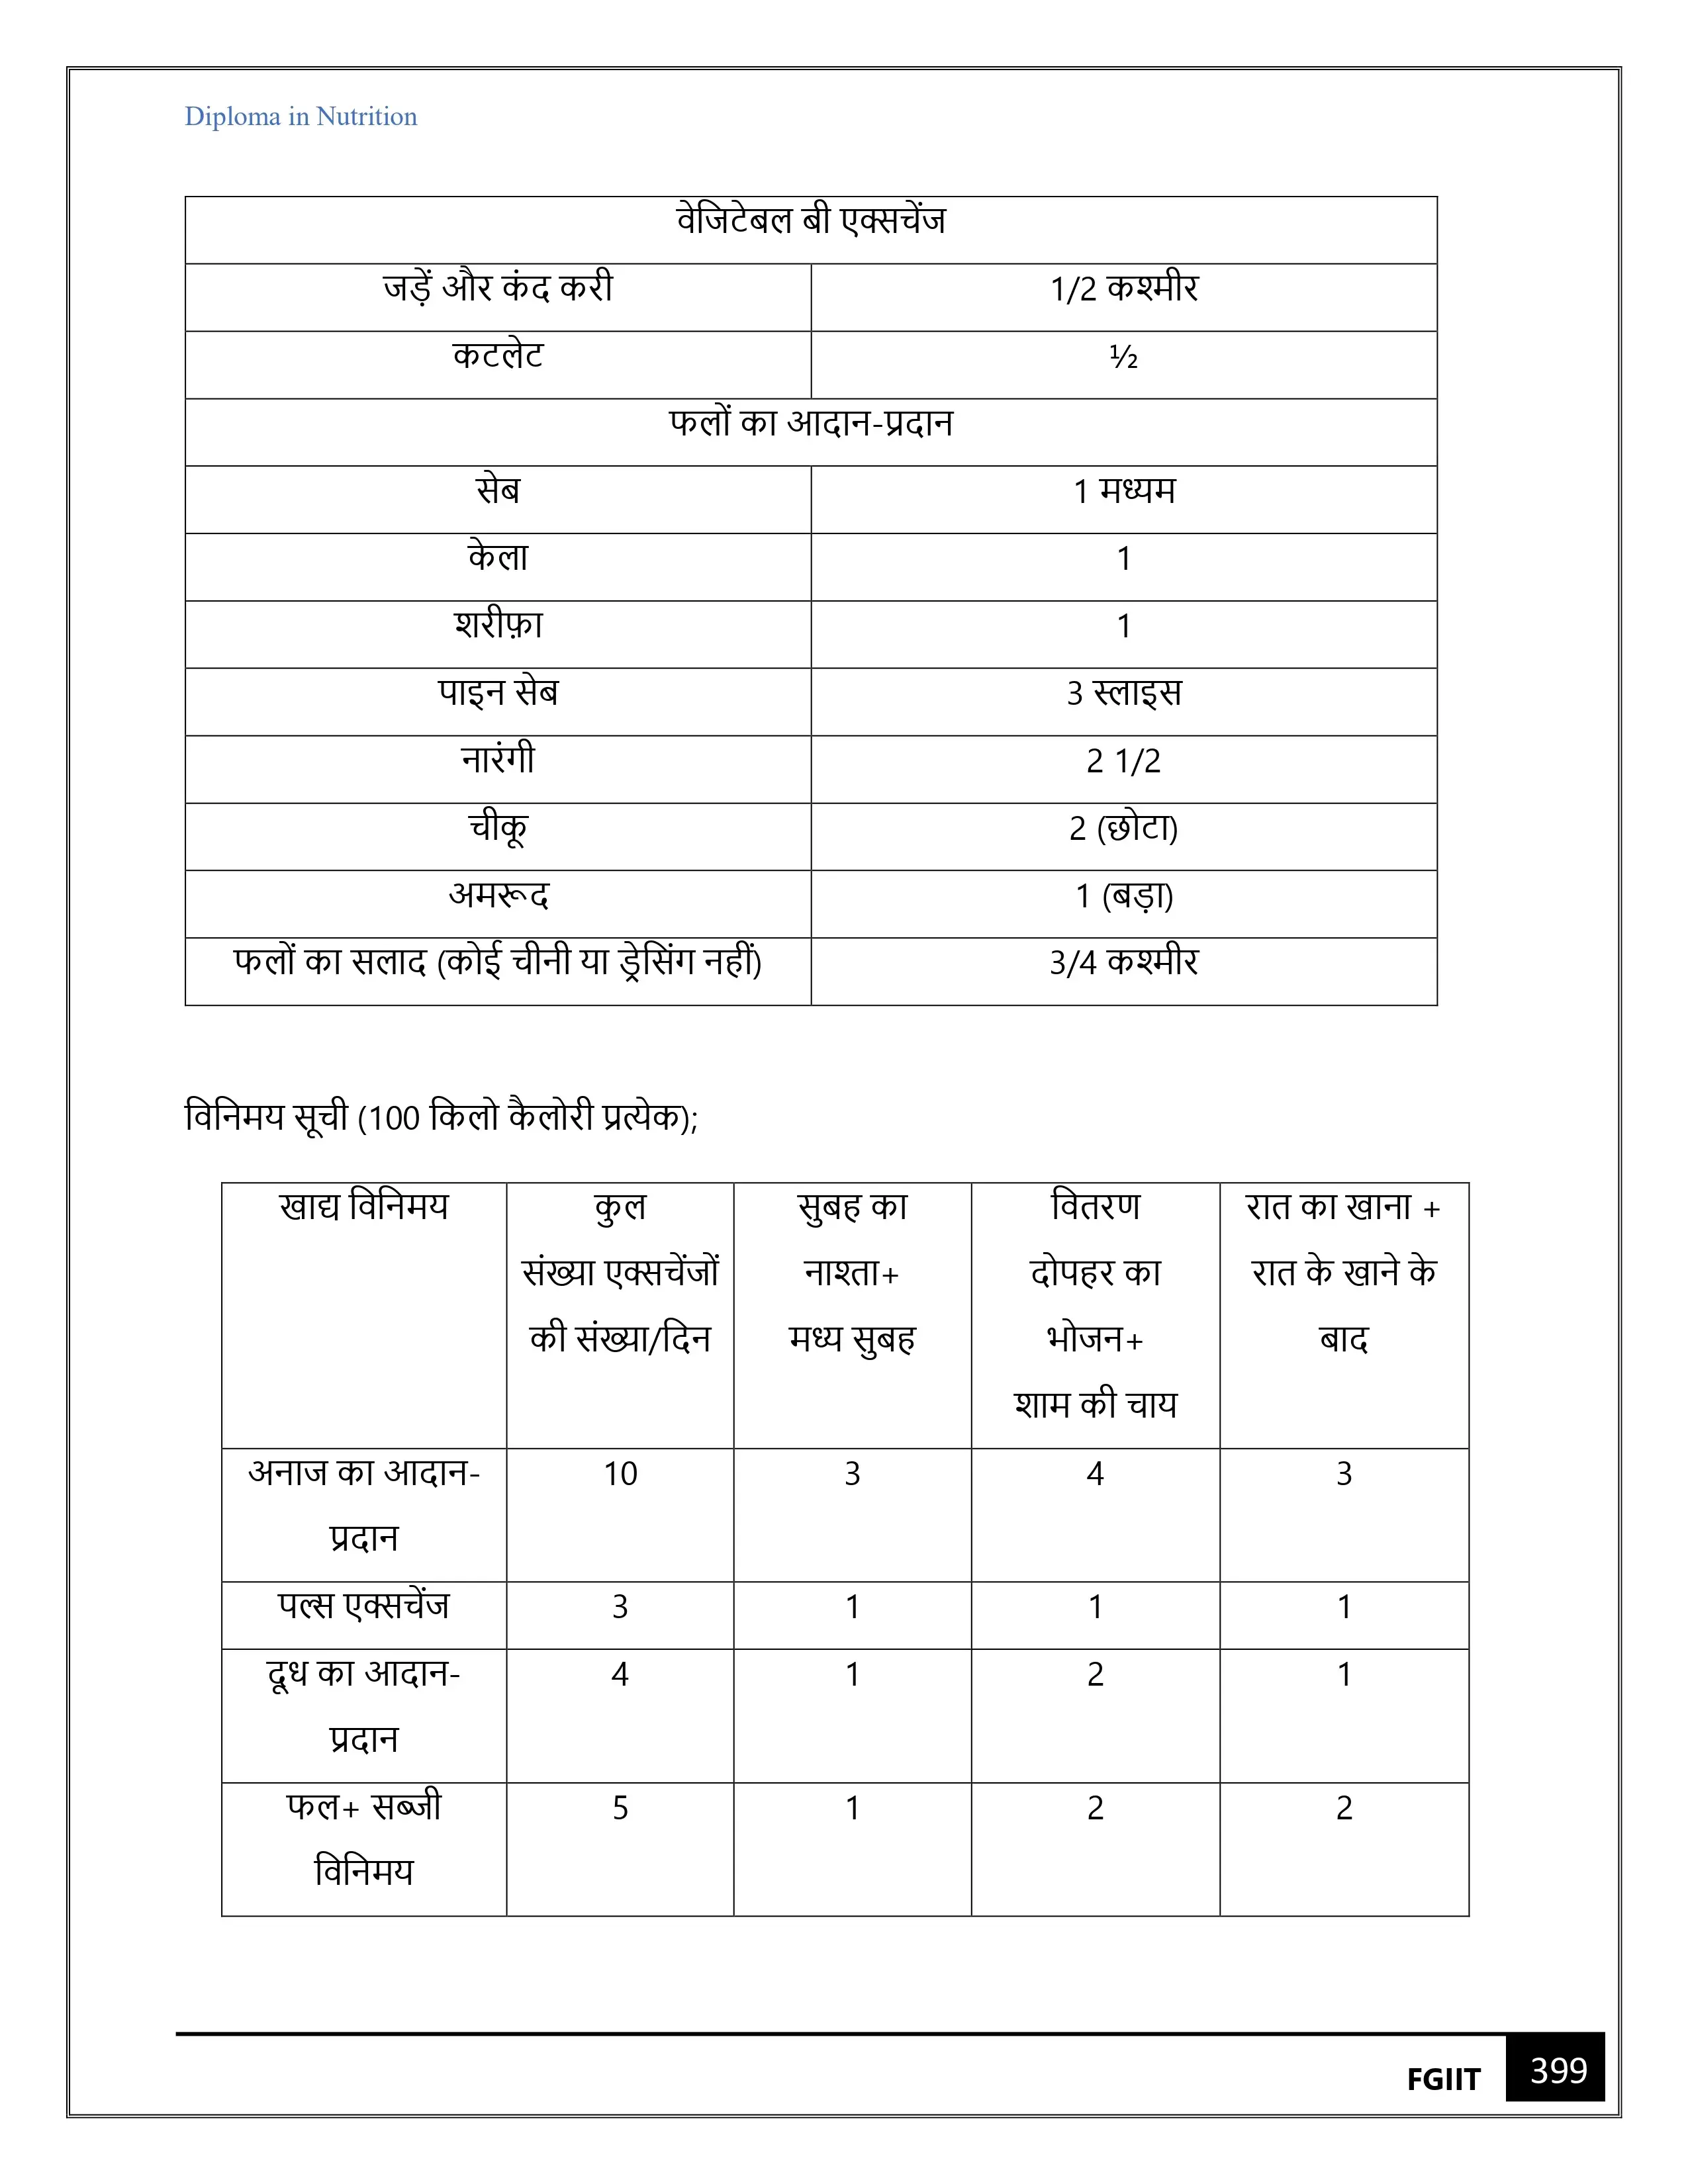 Diploma in Nutrition
वेजिटेबल बी एक्सचेंज
जड़ें और कंद करी 1/2 कश्मीर
कटलेट ½
फलों का आदान-प्रदान
सेब 1 मध्यम
केला 1
शरीफ़ा 1
पाइन सेब 3 स्लाइस
नारंगी 2 1/2
चीकू 2 (छोटा)
अमरूद 1 (बड़ा)
फलों का सलाद (कोई चीनी या ड्रेसिंग नहीं) 3/4 कश्मीर
विनिमय सूची (100 किलो कैलोरी प्रत्येक);
खाद्य विनिमय कुल सुबह का वितरण रात का खाना +
संख्या एक्सचेंजों नाश्ता+ दोपहर का रात के खाने के
की संख्या/दिन मध्य सुबह भोजन+ बाद
शाम की चाय
अनाज का आदान- 10 3 4 3
प्रदान
पल्स एक्सचेंज 3 1 1 1
दूध का आदान- 4 1 2 1
प्रदान
फल+ सब्जी 5 1 2 2
विनिमय
FGIIT 399